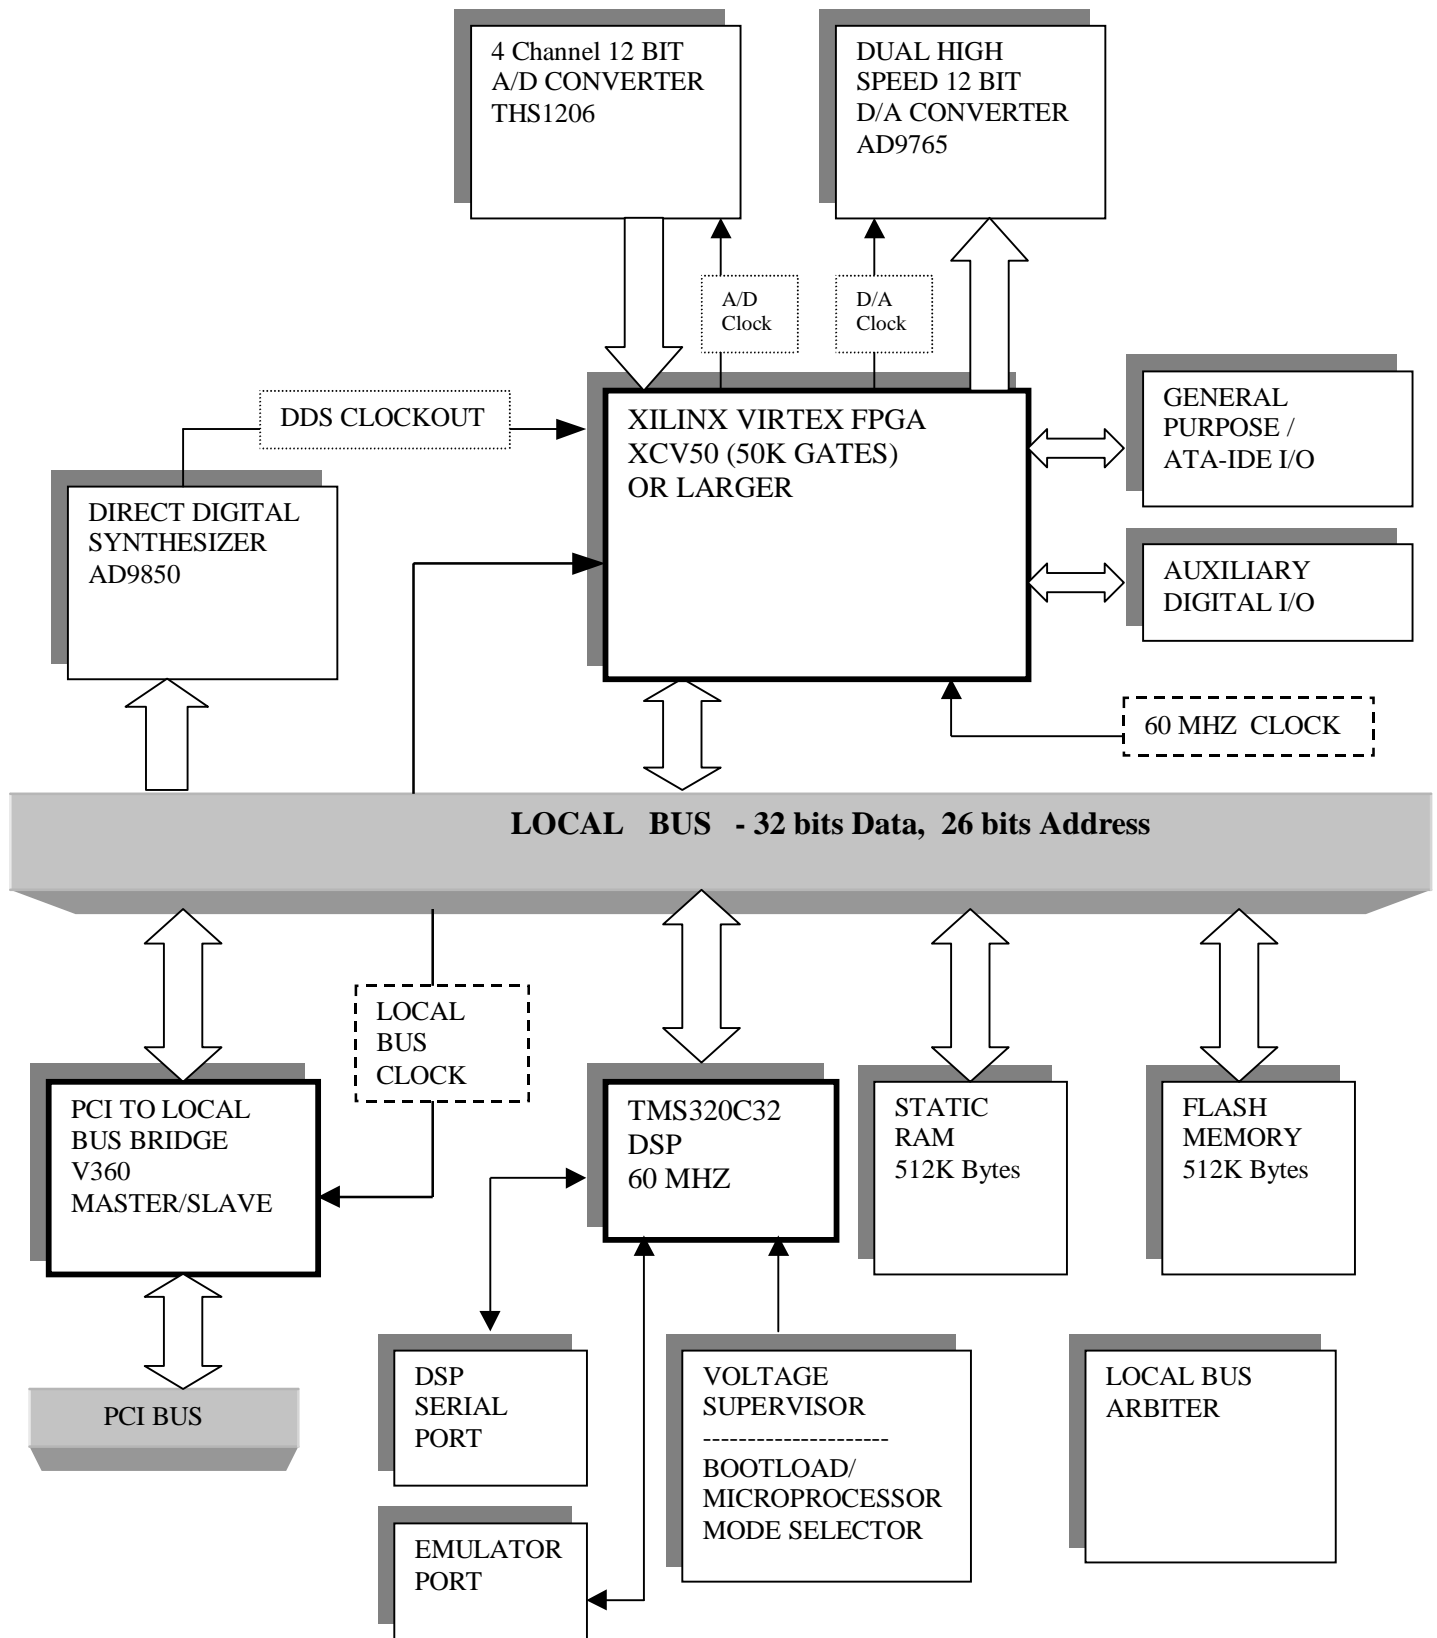 4 Channel 12 BIT
A/D CONVERTER
THS1206
DUAL HIGH
SPEED 12 BIT
D/A CONVERTER
AD9765
A/D
Clock
D/A
Clock
DDS CLOCKOUT
XILINX VIRTEX FPGA
XCV50 (50K GATES)
OR LARGER
GENERAL
PURPOSE /
ATA-IDE I/O
DIRECT DIGITAL
SYNTHESIZER
AD9850
AUXILIARY
DIGITAL I/O
60 MHZ CLOCK
LOCAL BUS - 32 bits Data, 26 bits Address
LOCAL
BUS
CLOCK
PCI TO LOCAL
BUS BRIDGE
V360
MASTER/SLAVE
TMS320C32
DSP
60 MHZ
STATIC
RAM
512K Bytes
FLASH
MEMORY
512K Bytes
PCI BUS
DSP
SERIAL
PORT
VOLTAGE
SUPERVISOR
---------------------
BOOTLOAD/
MICROPROCESSOR
MODE SELECTOR
LOCAL BUS
ARBITER
EMULATOR
PORT